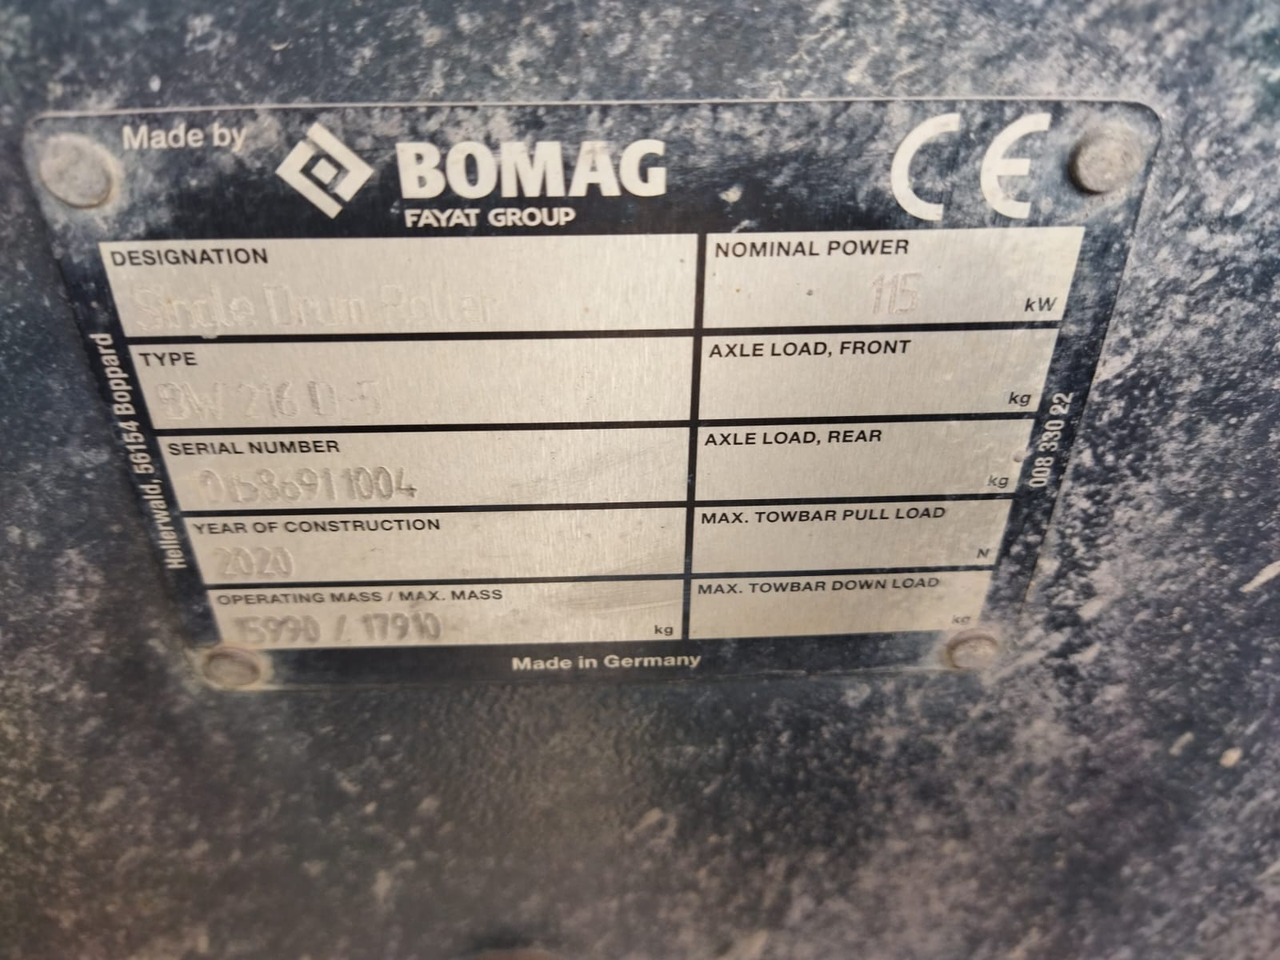 Made by BOMAG CE
FAYAT GROUP
DESIGNATION
Single Drum Roller
NOMINAL POWER
115 kW
TYPE
BW 216 D-5
AXLE LOAD, FRONT
kg
SERIAL NUMBER
AXLE LOAD, REAR
kg
YEAR OF CONSTRUCTION
2020
MAX. TOWBAR PULL LOAD
N
OPERATING MASS / MAX. MASS
15990 / 17910 kg
MAX. TOWBAR DOWN LOAD
kg
Made in Germany
Hellerwald, 56154 Boppard
008 330 22